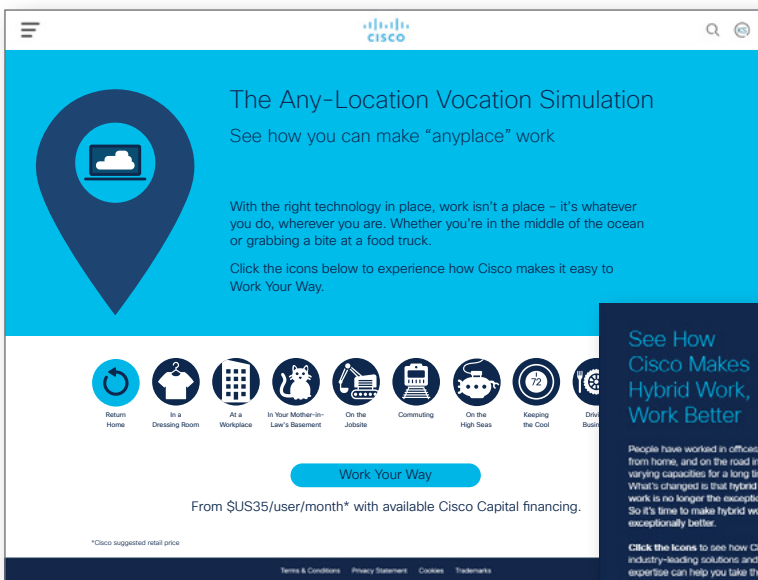 CISCO
KS
The Any-Location Vocation Simulation
See how you can make “anyplace” work
With the right technology in place, work isn’t a place – it’s whatever
you do, wherever you are. Whether you’re in the middle of the ocean
or grabbing a bite at a food truck.
Click the icons below to experience how Cisco makes it easy to
Work Your Way.
72
Return
Home
In a
Dressing Room
At a
Workplace
In Your Mother-in-
Law’s Basement
On the
Jobsite
Commuting
On the
High Seas
Keeping
the Cool
Drivi
Busin
Work Your Way
From $US35/user/month* with available Cisco Capital financing.
*Cisco suggested retail price
Terms & Conditions Privacy Statement Cookies Trademarks
See How
Cisco Makes
Hybrid Work,
Work Better
People have worked in offices
from home, and on the road in
varying capacities for a long
What’s changed is that hybrid
work is no longer the
So it’s time to make hybrid
exceptionally better.
Click the Icons to see how
industry-leading solutions and
expertise can help you take